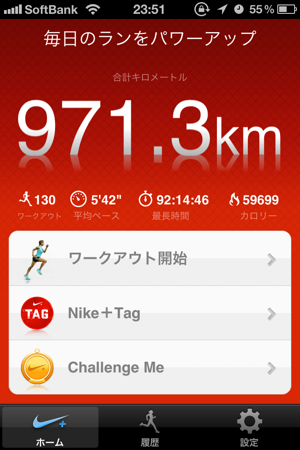 SoftBank 23:51 55%
毎日のランをパワーアップ
合計キロメートル
971.3km
130 5'42" 92:14:46 59699
ワークアウト 平均ペース 最長時間 カロリー
ワークアウト開始
TAG Nike+Tag
Challenge Me
ホーム 履歴 設定